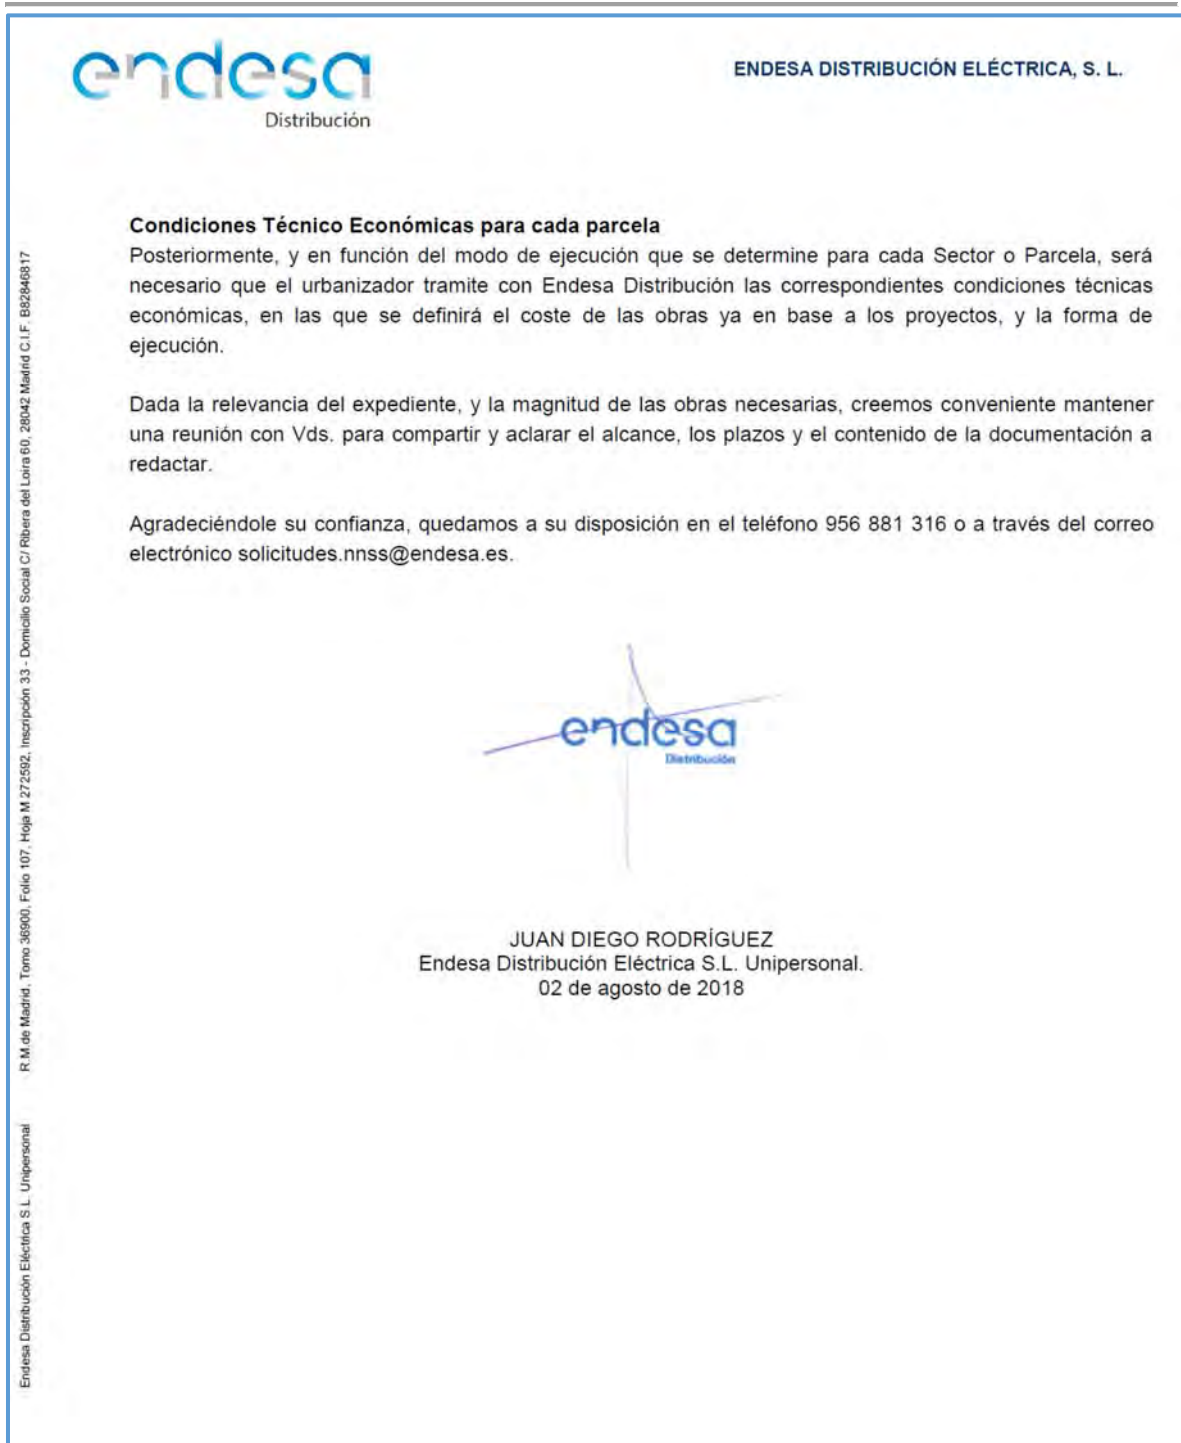 endesa
Distribución
ENDESA DISTRIBUCIÓN ELÉCTRICA, S. L.
Condiciones Técnico Económicas para cada parcela
Posteriormente, y en función del modo de ejecución que se determine para cada Sector o Parcela, será
necesario que el urbanizador tramite con Endesa Distribución las correspondientes condiciones técnicas
económicas, en las que se definirá el coste de las obras ya en base a los proyectos, y la forma de
ejecución.
Dada la relevancia del expediente, y la magnitud de las obras necesarias, creemos conveniente mantener
una reunión con Vds. para compartir y aclarar el alcance, los plazos y el contenido de la documentación a
redactar.
Agradeciéndole su confianza, quedamos a su disposición en el teléfono 956 881 316 o a través del correo
electrónico solicitudes.nnss@endesa.es.
endesa
Distribución
JUAN DIEGO RODRÍGUEZ
Endesa Distribución Eléctrica S.L. Unipersonal.
02 de agosto de 2018
Endesa Distribución Eléctrica S.L. Unipersonal R.M.de Madrid, Tomo 36900, Folio 107, Hoja M 272592, Inscripción 33 - Domicilio Social C/ Ribera del Loira 60, 28042 Madrid C.I.F. B82846817